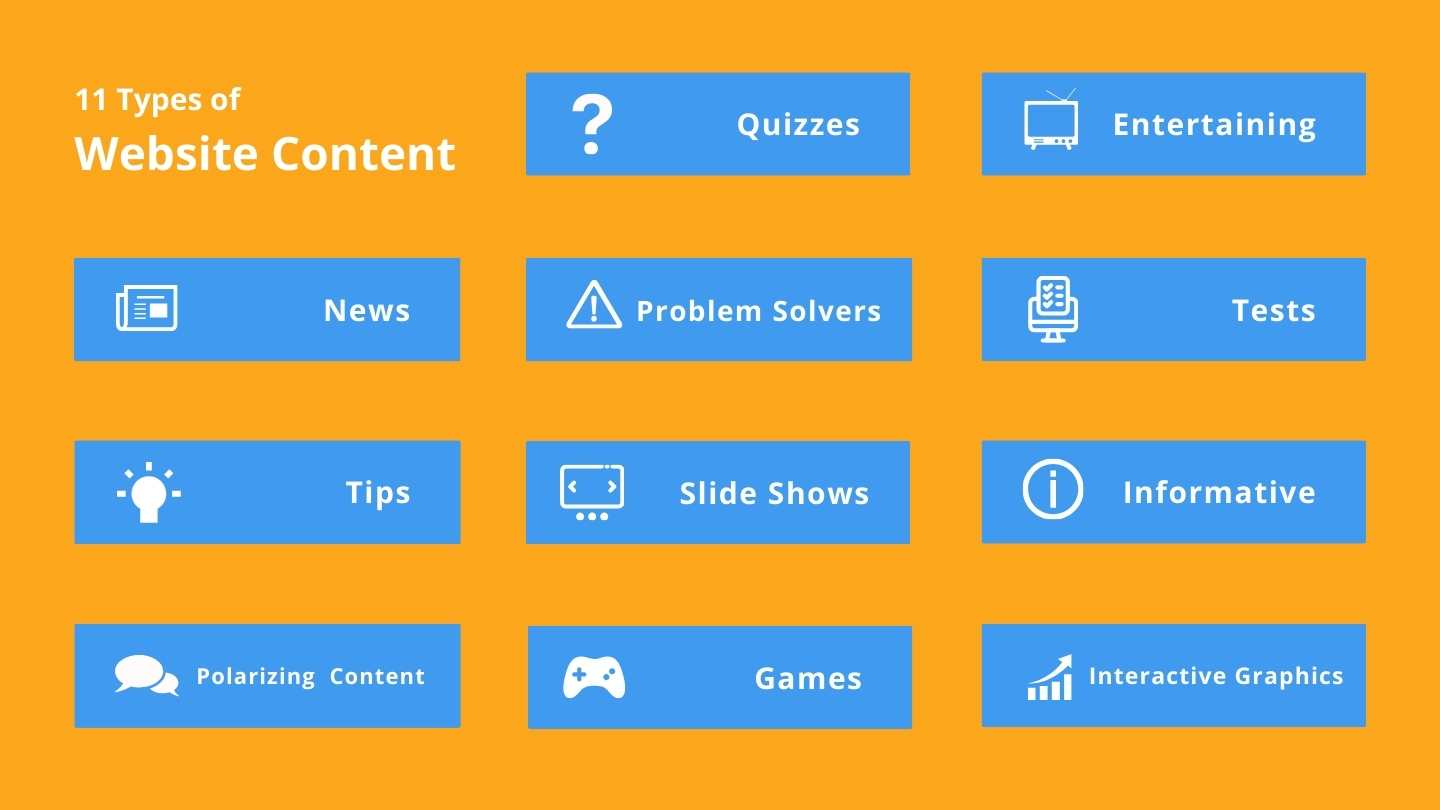 11 Types of
Website Content
Quizzes
Entertaining
News
Problem Solvers
Tests
Tips
Slide Shows
Informative
Polarizing Content
Games
Interactive Graphics